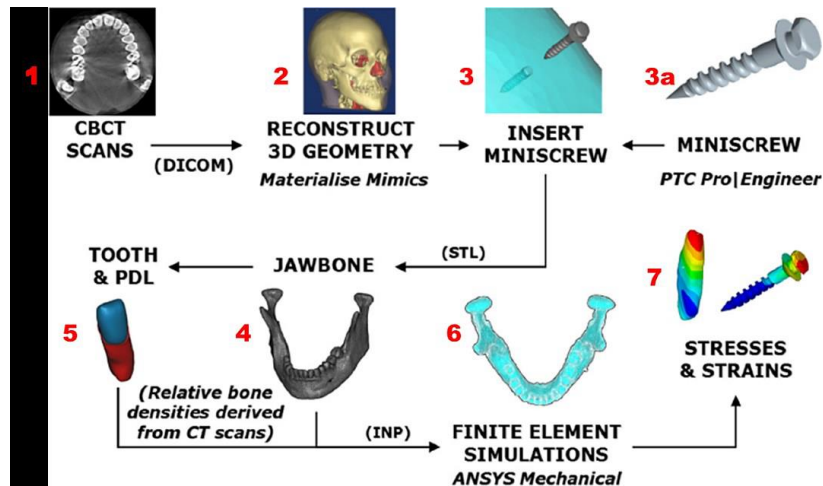 1
2
3
3a
CBCT
SCANS
(DICOM)
RECONSTRUCT
3D GEOMETRY
Materialise Mimics
INSERT
MINISCREW
MINISCREW
PTC Pro|Engineer
TOOTH
& PDL
JAWBONE
(STL)
7
5
4
6
(Relative bone
densities derived
from CT scans)
(INP)
FINITE ELEMENT
SIMULATIONS
ANSYS Mechanical
STRESSES
& STRAINS